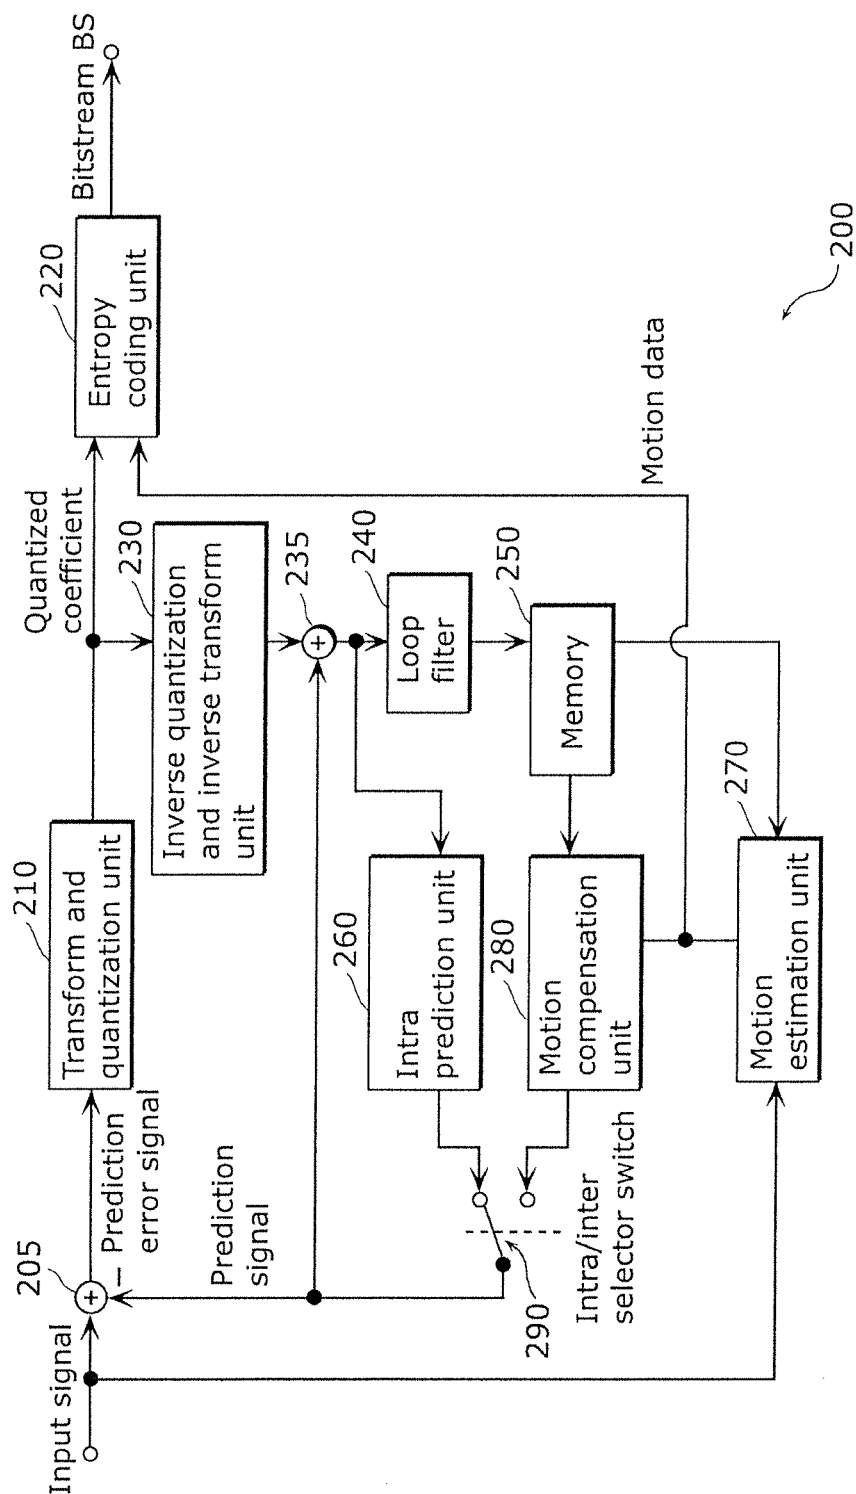 Input signal
205
Prediction
error signal
Prediction
signal
210
Transform and
quantization unit
Quantized
coefficient
220
Entropy
coding unit
Bitstream BS
230
Inverse quantization
and inverse transform
unit
235
240
Loop
filter
250
Memory
260
Intra
prediction unit
280
Motion
compensation
unit
290
Intra/inter
selector switch
270
Motion
estimation unit
Motion data
200